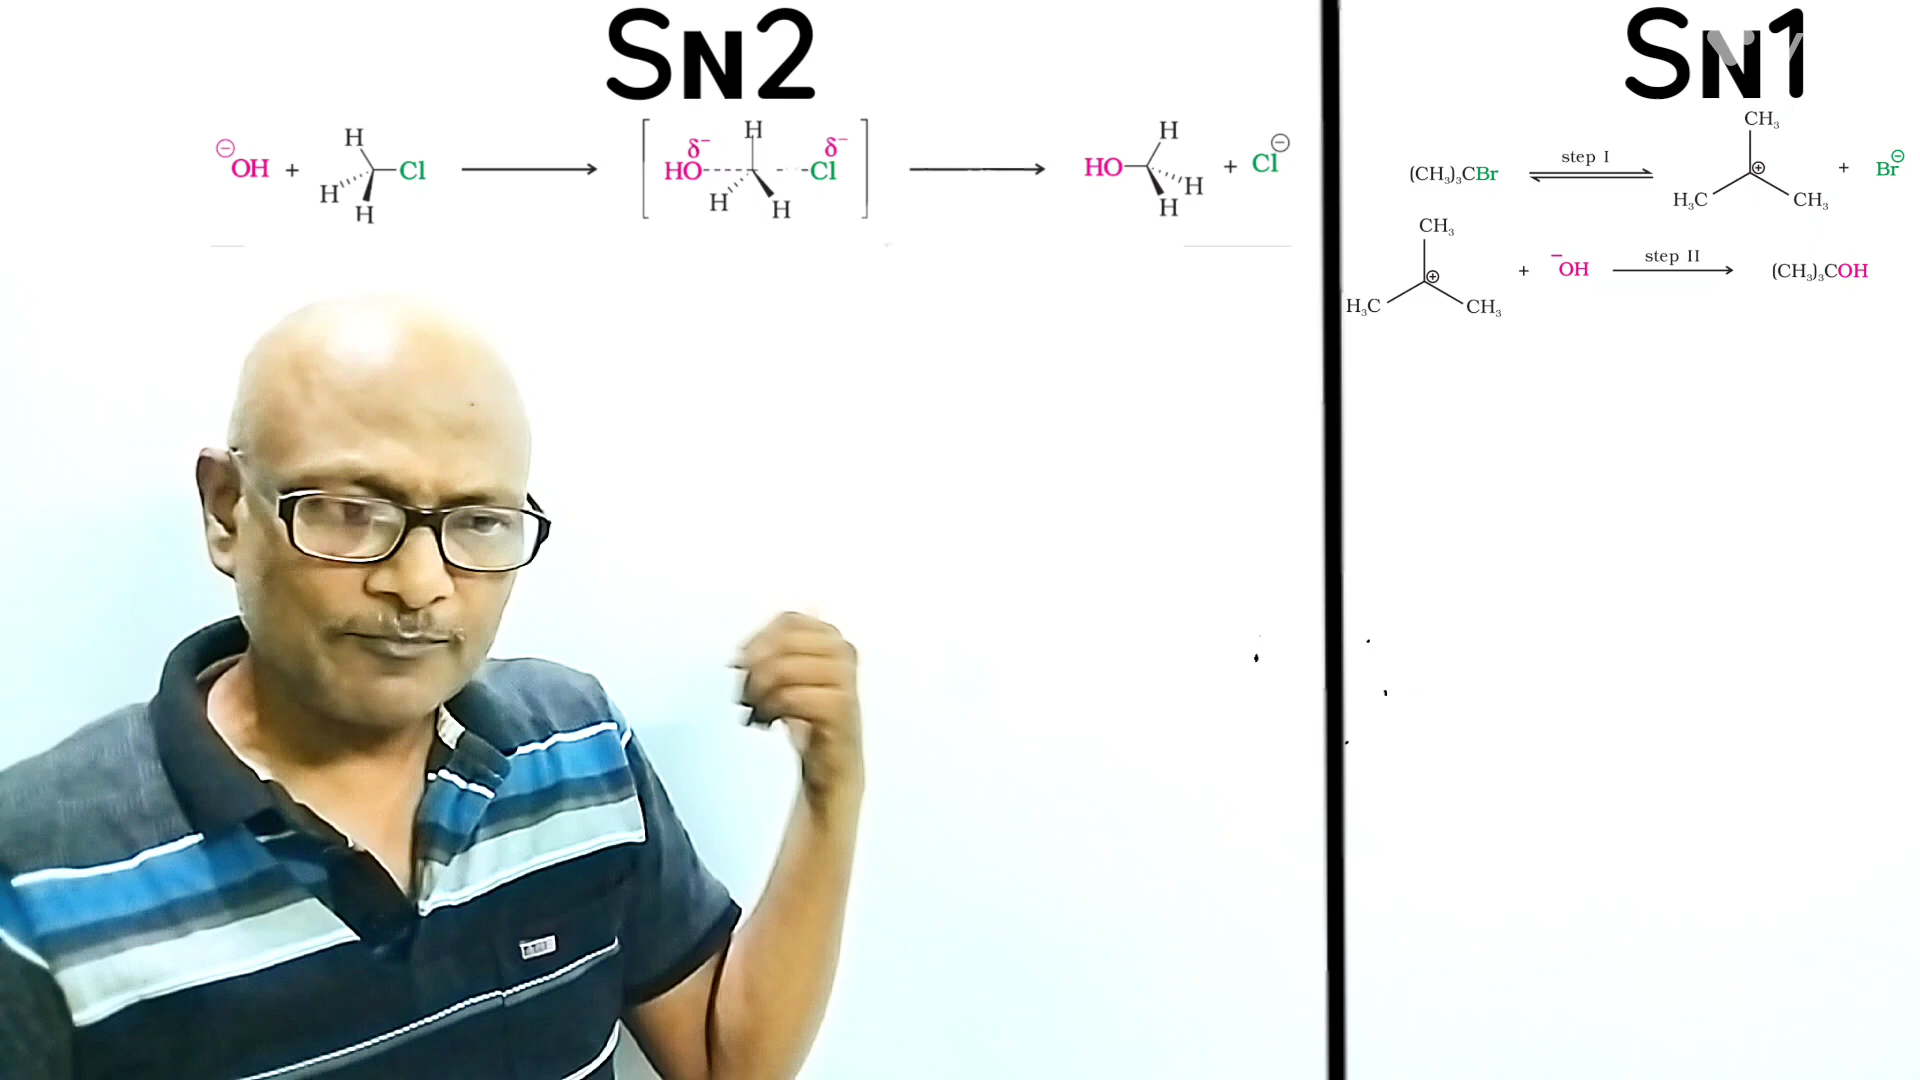 SN2
⊖OH + H H H Cl → [HO δ⁻ H H H Cl δ⁻] → HO H H H + Cl⊖
SN1
(CH₃)₃CBr step I CH₃ ⊕ H₃C CH₃ + Br⊖
CH₃ ⊕ H₃C CH₃ + ⁻OH step II (CH₃)₃COH